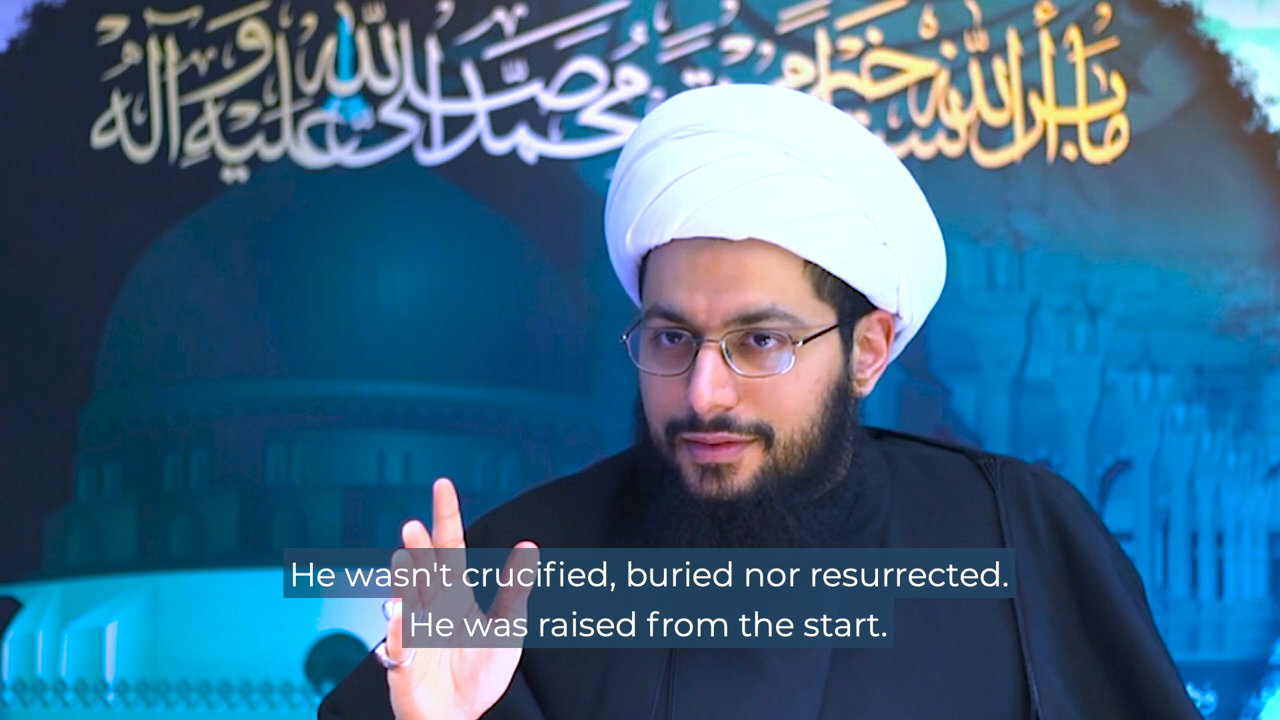 محمد صلى الله عليه وآله
He wasn't crucified, buried nor resurrected.
He was raised from the start.